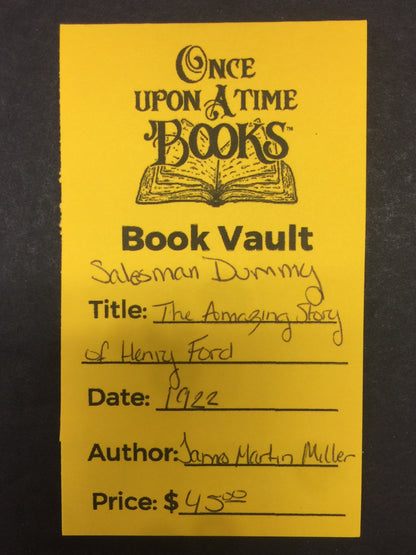 ONCE
UPON A TIME
BOOKS™
Book Vault
Salesman Dummy
Title: The Amazing Story
of Henry Ford
Date: 1922
Author: James Martin Miller
Price: $ 45.00